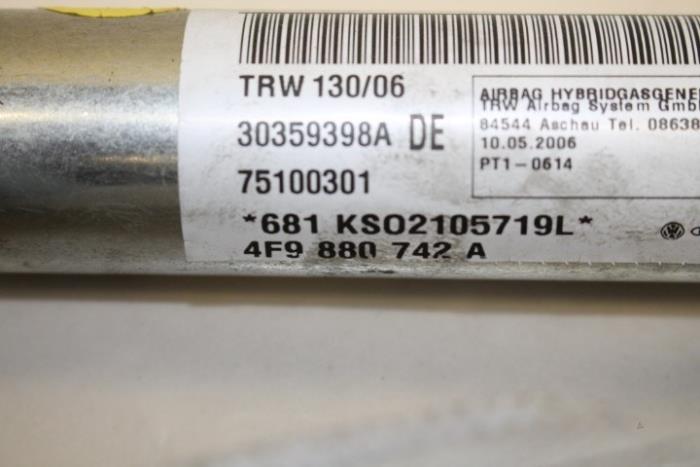 TRW 130/06
30359398A DE
75100301
*681 KSO2105719L*
4F9 880 742 A
AIRBAG HYBRIDGASGENE
TRW Airbag System Gmb
84544 Aschau Tel. 08638
10.05.2006
PT1-0614